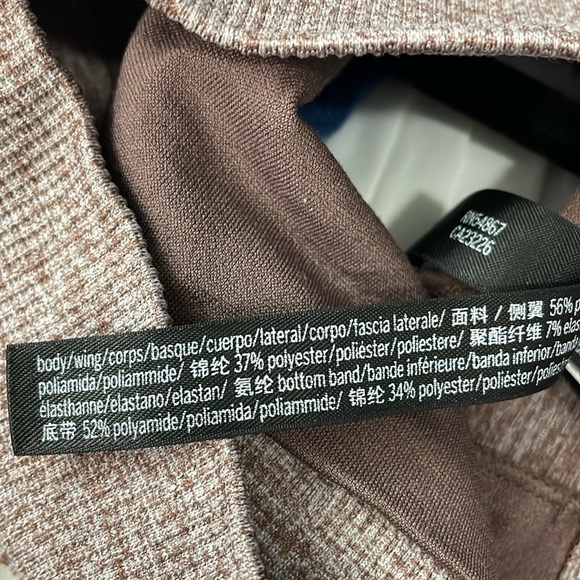 RN54867
CA23226
body/wing/corps/basque/cuerpo/lateral/corpo/fascia laterale/ 面料 / 侧翼 56%
poliamida/poliammide/ 锦纶 37% polyester/poliéster/poliestere/ 聚酯纤维 7%
élasthanne/elastano/elastan/ 氨纶 bottom band/bande inférieure/banda inferior/
底带 52% polyamide/poliamida/poliammide/ 锦纶 34% polyester/poliéster/